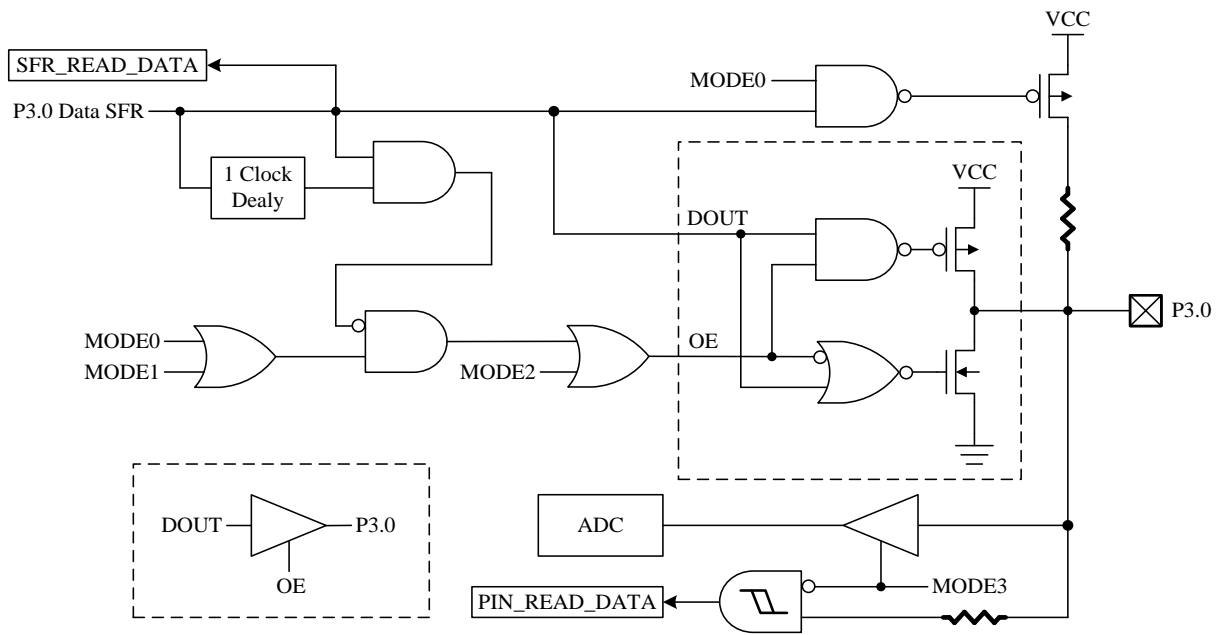 VCC
SFR_READ_DATA
MODE0
P3.0 Data SFR
1 Clock
Dealy
VCC
DOUT
P3.0
MODE0
MODE1
MODE2
OE
DOUT
P3.0
OE
ADC
MODE3
PIN_READ_DATA